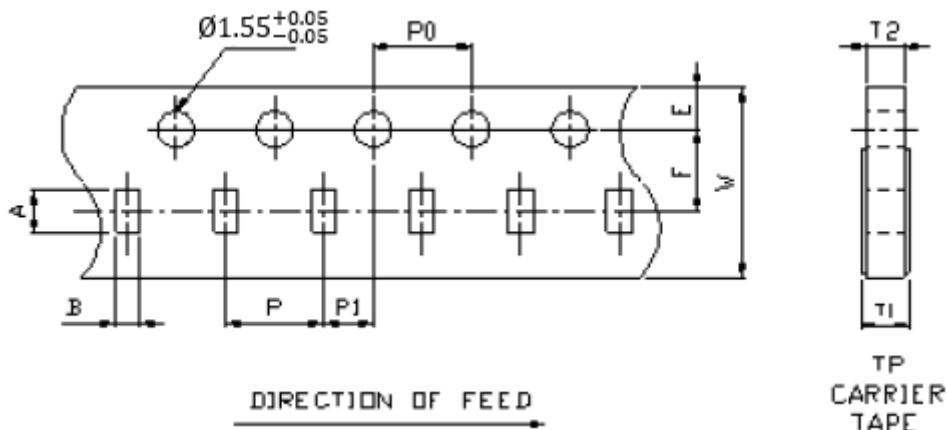 Ø1.55+0.05
-0.05
P0
T2
E
F
W
A
B
P
P1
T1
DIRECTION OF FEED
TP
CARRIER
TAPE